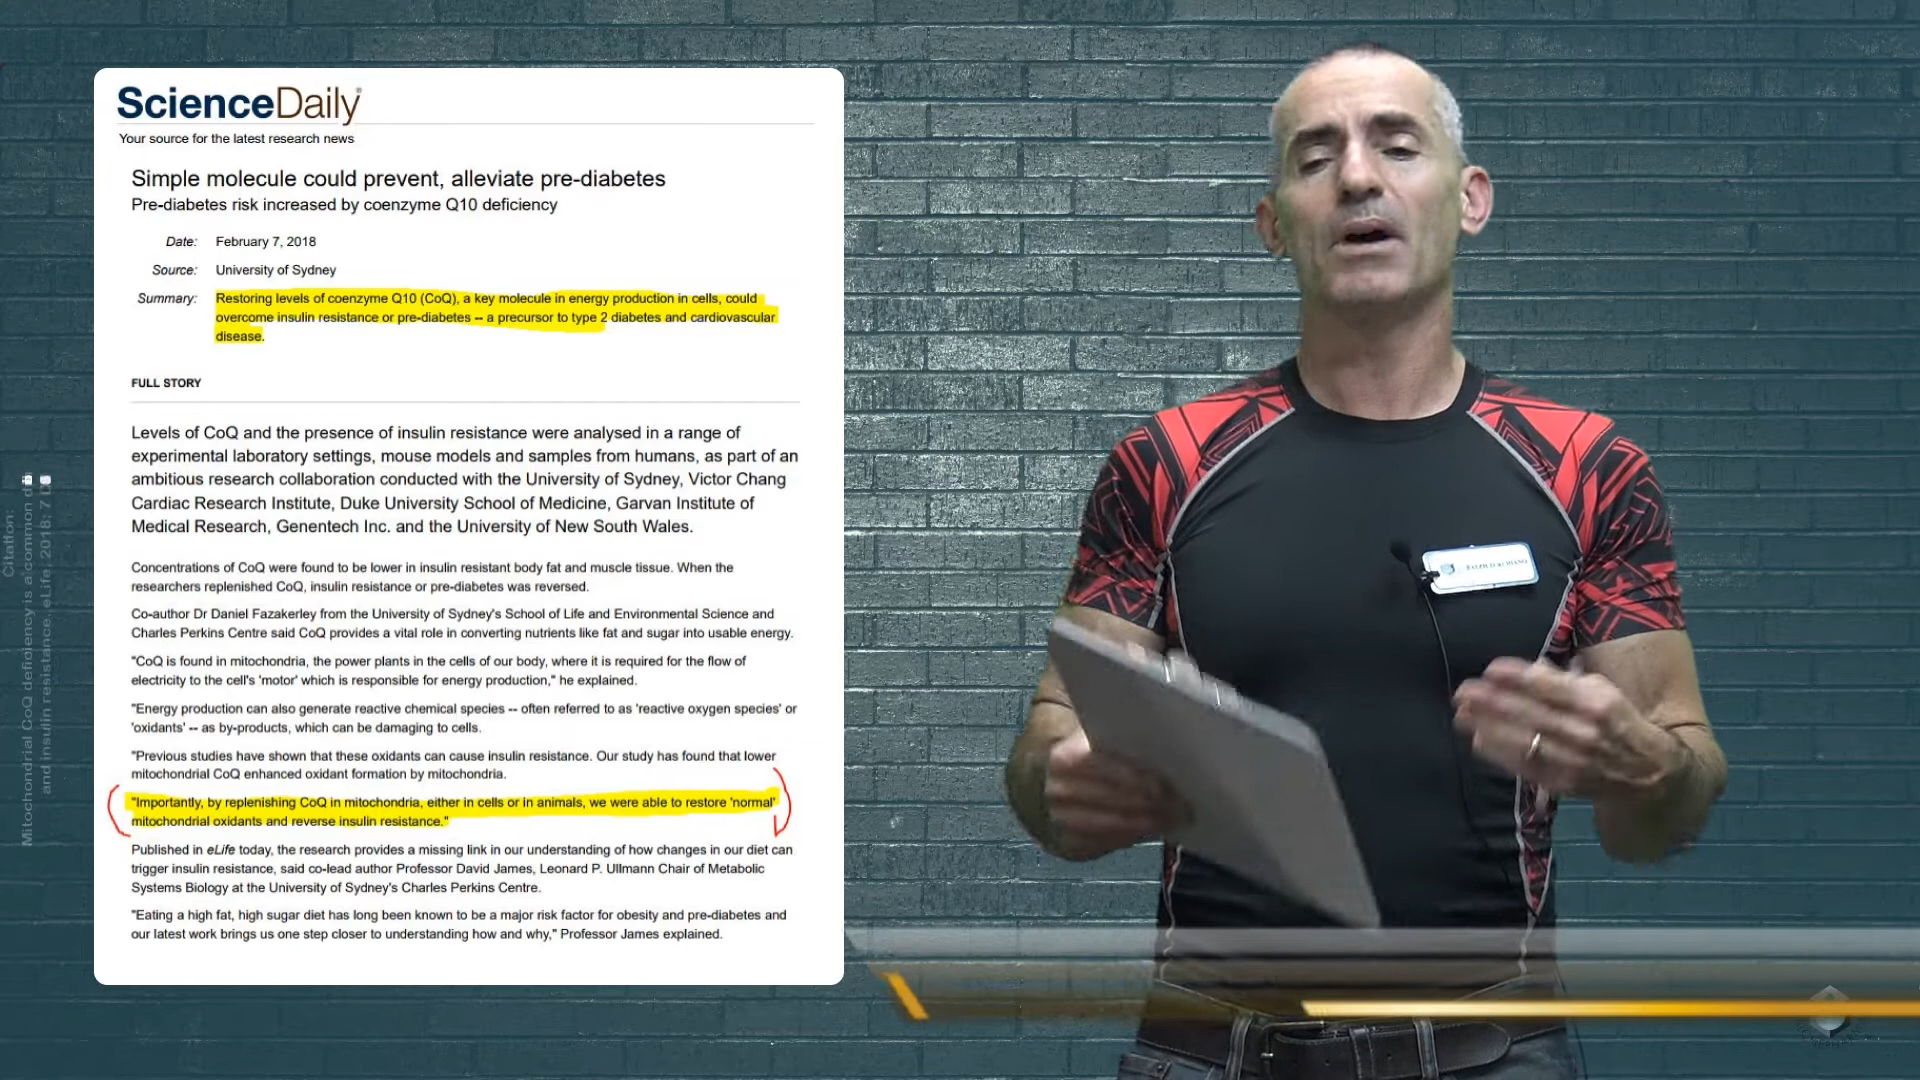 ScienceDaily®
Your source for the latest research news
Simple molecule could prevent, alleviate pre-diabetes
Pre-diabetes risk increased by coenzyme Q10 deficiency
Date: February 7, 2018
Source: University of Sydney
Summary: Restoring levels of coenzyme Q10 (CoQ), a key molecule in energy production in cells, could
overcome insulin resistance or pre-diabetes -- a precursor to type 2 diabetes and cardiovascular
disease.
FULL STORY
Levels of CoQ and the presence of insulin resistance were analysed in a range of
experimental laboratory settings, mouse models and samples from humans, as part of an
ambitious research collaboration conducted with the University of Sydney, Victor Chang
Cardiac Research Institute, Duke University School of Medicine, Garvan Institute of
Medical Research, Genentech Inc. and the University of New South Wales.
Concentrations of CoQ were found to be lower in insulin resistant body fat and muscle tissue. When the
researchers replenished CoQ, insulin resistance or pre-diabetes was reversed.
Co-author Dr Daniel Fazakerley from the University of Sydney's School of Life and Environmental Science and
Charles Perkins Centre said CoQ provides a vital role in converting nutrients like fat and sugar into usable energy.
"CoQ is found in mitochondria, the power plants in the cells of our body, where it is required for the flow of
electricity to the cell's 'motor' which is responsible for energy production," he explained.
"Energy production can also generate reactive chemical species -- often referred to as 'reactive oxygen species' or
'oxidants' -- as by-products, which can be damaging to cells.
"Previous studies have shown that these oxidants can cause insulin resistance. Our study has found that lower
mitochondrial CoQ enhanced oxidant formation by mitochondria.
"Importantly, by replenishing CoQ in mitochondria, either in cells or in animals, we were able to restore 'normal'
mitochondrial oxidants and reverse insulin resistance."
Published in eLife today, the research provides a missing link in our understanding of how changes in our diet can
trigger insulin resistance, said co-lead author Professor David James, Leonard P. Ullmann Chair of Metabolic
Systems Biology at the University of Sydney's Charles Perkins Centre.
"Eating a high fat, high sugar diet has long been known to be a major risk factor for obesity and pre-diabetes and
our latest work brings us one step closer to understanding how and why," Professor James explained.
Citation:
Mitochondrial CoQ deficiency is a common
and insulin resistance. eLife, 2018; 7